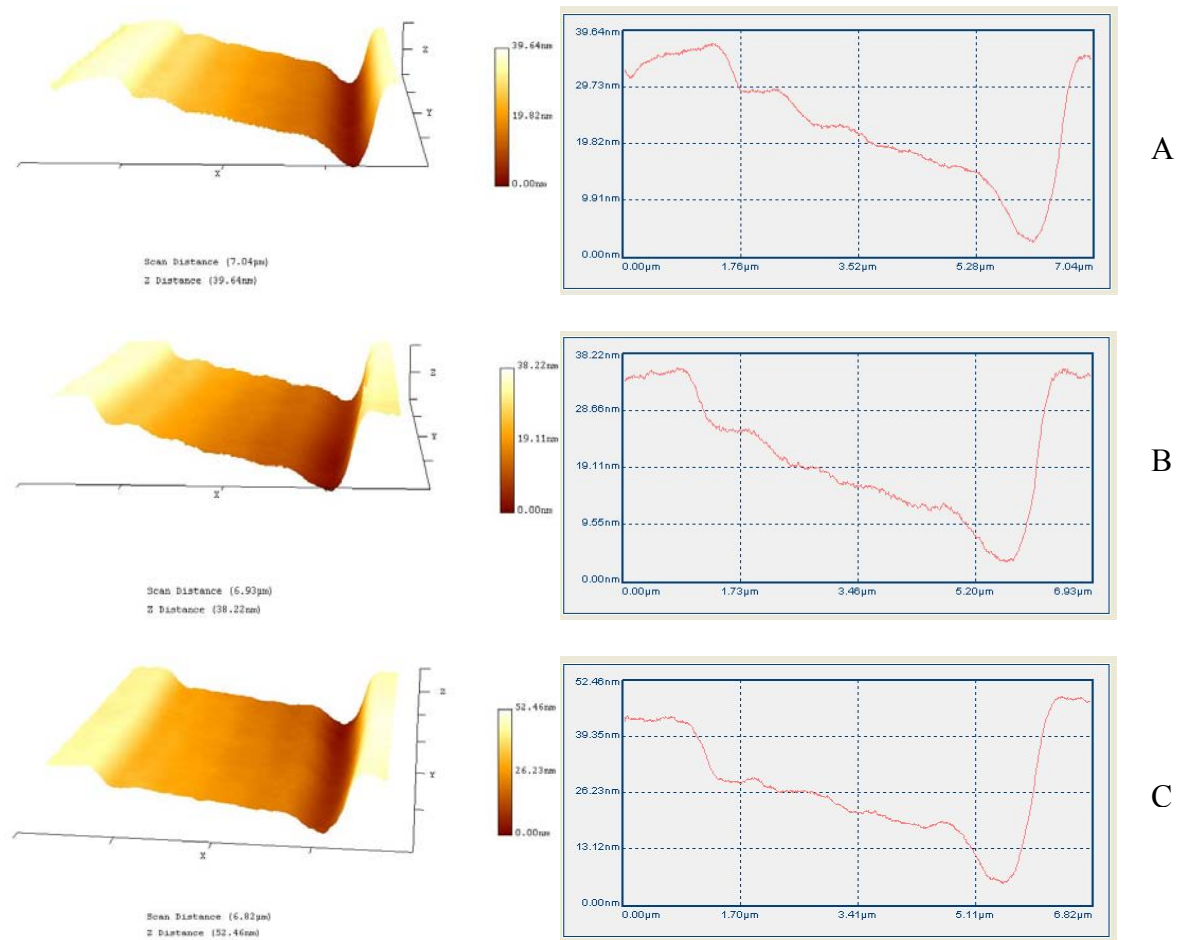 39.64nm
19.82nm
0.00nm
Z
Y
X
Scan Distance (7.04µm)
Z Distance (39.64nm)
39.64nm
29.73nm
19.82nm
9.91nm
0.00nm
0.00µm 1.76µm 3.52µm 5.28µm 7.04µm
A
38.22nm
19.11nm
0.00nm
Z
Y
X
Scan Distance (6.93µm)
Z Distance (38.22nm)
38.22nm
28.66nm
19.11nm
9.55nm
0.00nm
0.00µm 1.73µm 3.46µm 5.20µm 6.93µm
B
52.46nm
26.23nm
0.00nm
Z
Y
X
Scan Distance (6.82µm)
Z Distance (52.46nm)
52.46nm
39.35nm
26.23nm
13.12nm
0.00nm
0.00µm 1.70µm 3.41µm 5.11µm 6.82µm
C